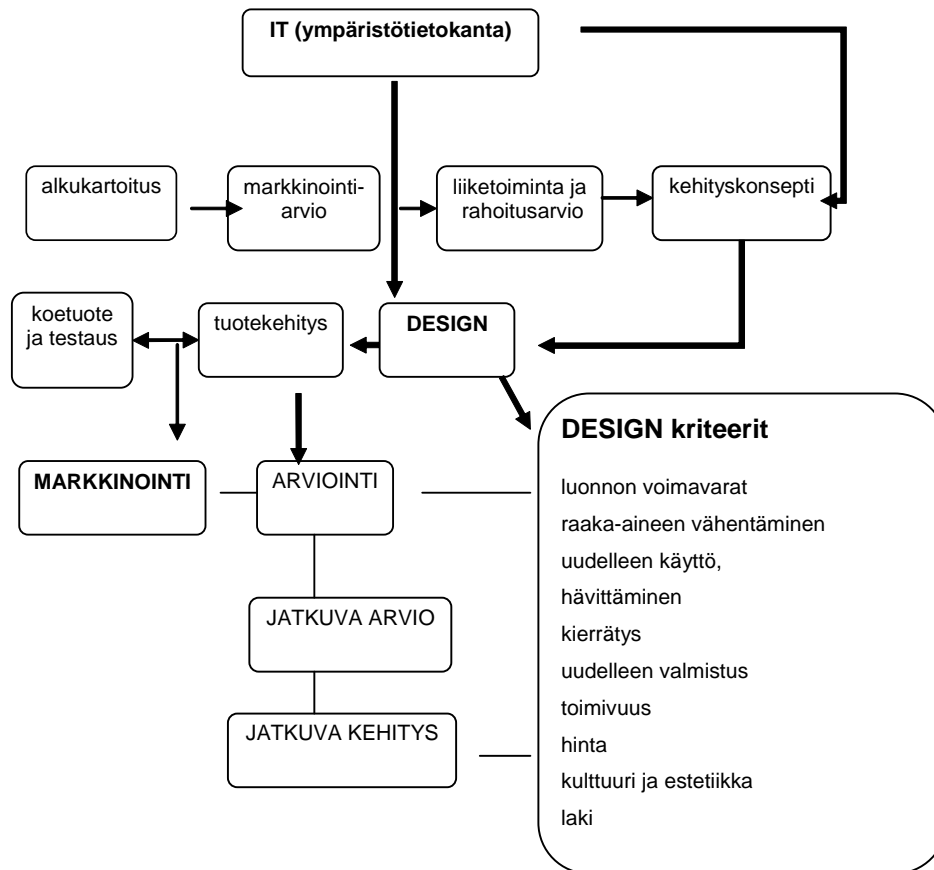 IT (ympäristötietokanta)
alkukartoitus
markkinointi-
arvio
liiketoiminta ja
rahoitusarvio
kehityskonsepti
koetuote
ja testaus
tuotekehitys
DESIGN
MARKKINOINTI
ARVIOINTI
JATKUVA ARVIO
JATKUVA KEHITYS
DESIGN kriteerit
luonnon voimavarat
raaka-aineen vähentäminen
uudelleen käyttö,
hävittäminen
kierrätys
uudelleen valmistus
toimivuus
hinta
kulttuuri ja estetiikka
laki